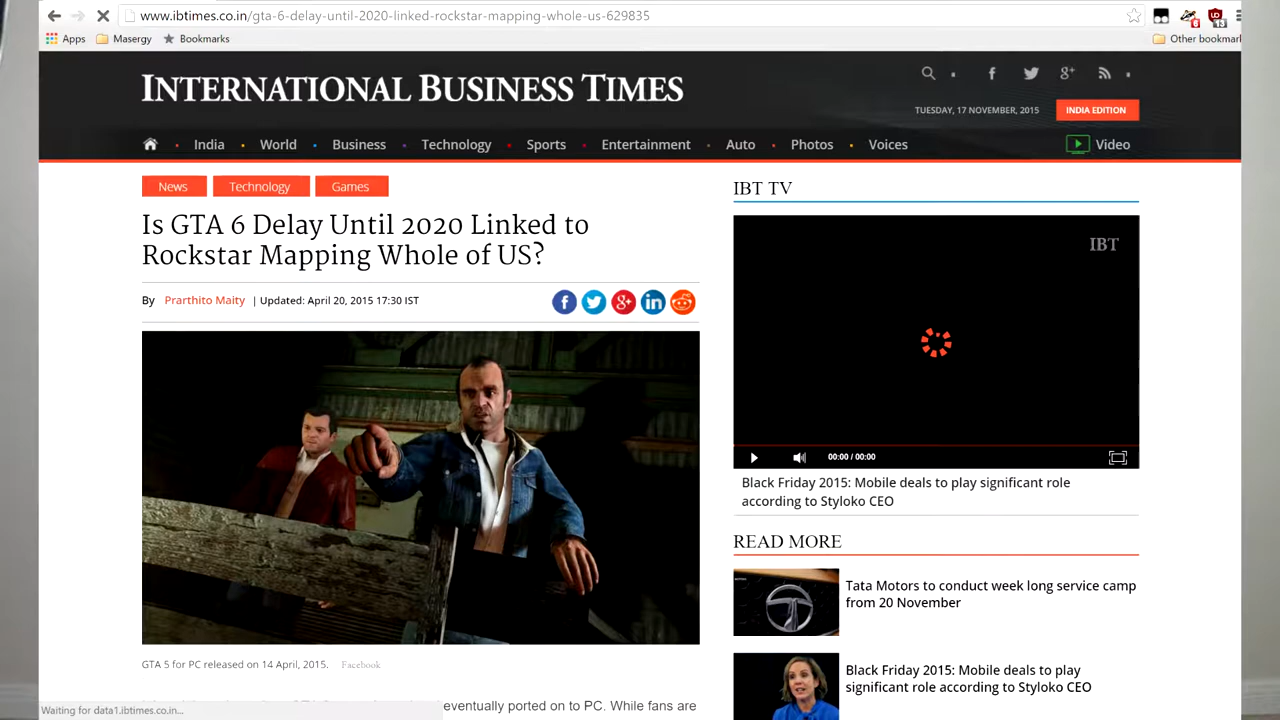 www.ibtimes.co.in/gta-6-delay-until-2020-linked-rockstar-mapping-whole-us-629835
Apps Masergy Bookmarks Other bookmark
INTERNATIONAL BUSINESS TIMES
TUESDAY, 17 NOVEMBER, 2015 INDIA EDITION
India World Business Technology Sports Entertainment Auto Photos Voices Video
News Technology Games
Is GTA 6 Delay Until 2020 Linked to
Rockstar Mapping Whole of US?
By Prarthito Maity | Updated: April 20, 2015 17:30 IST
GTA 5 for PC released on 14 April, 2015. Facebook
eventually ported on to PC. While fans are
Waiting for data1.ibtimes.co.in...
IBT TV
IBT
00:00 / 00:00
Black Friday 2015: Mobile deals to play significant role
according to Styloko CEO
READ MORE
Tata Motors to conduct week long service camp
from 20 November
Black Friday 2015: Mobile deals to play
significant role according to Styloko CEO